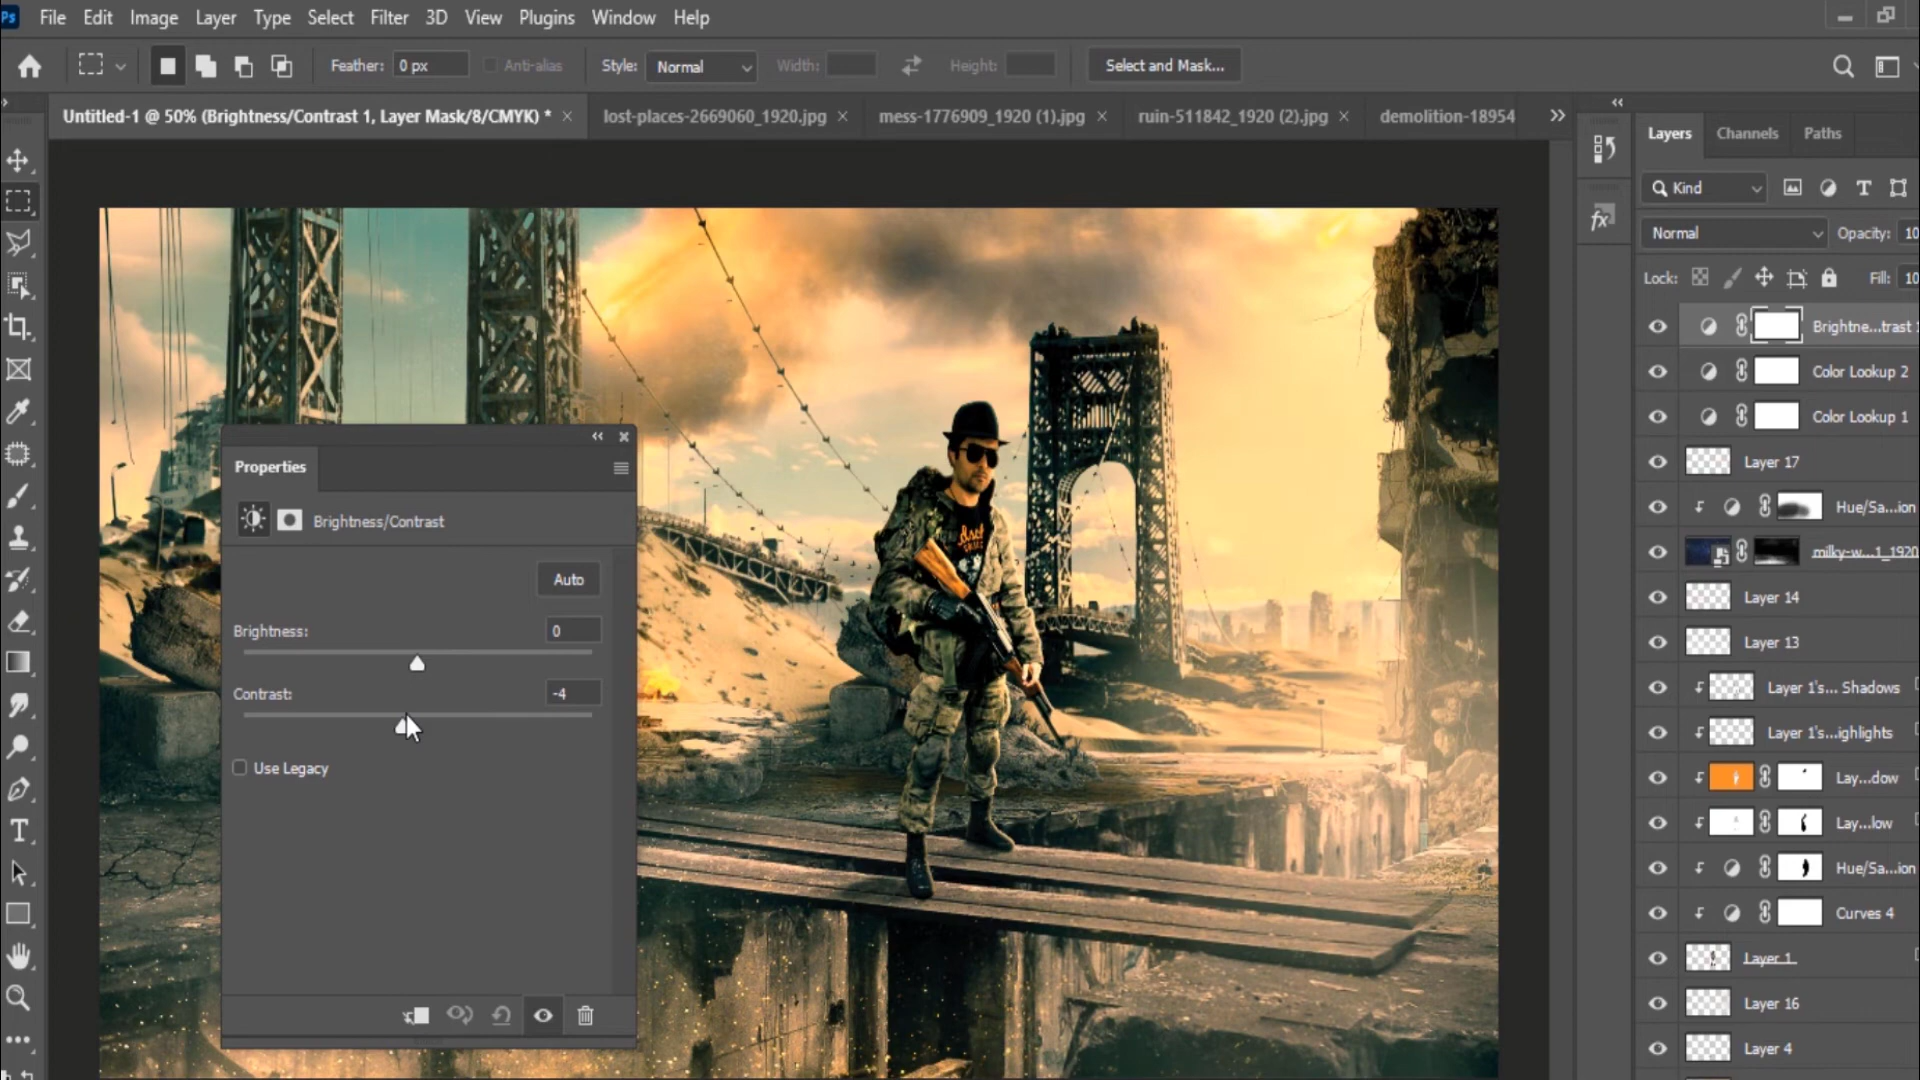 Ps File Edit Image Layer Type Select Filter 3D View Plugins Window Help
Feather: 0 px Anti-alias Style: Normal Width: Height: Select and Mask...
Untitled-1 @ 50% (Brightness/Contrast 1, Layer Mask/8/CMYK) * × lost-places-2669060_1920.jpg × mess-1776909_1920 (1).jpg × ruin-511842_1920 (2).jpg × demolition-18954
Layers Channels Paths
Kind
fx
Normal Opacity: 10
Lock: Fill: 10
Brightne...trast 1
Color Lookup 2
Color Lookup 1
Layer 17
Hue/Sa...ion
milky-w...1_1920
Layer 14
Layer 13
Layer 1's... Shadows
Layer 1's...ighlights
Lay...dow
Lay...low
Hue/Sa...ion
Curves 4
Layer 1
Layer 16
Layer 4
Properties
Brightness/Contrast
Auto
Brightness: 0
Contrast: -4
Use Legacy